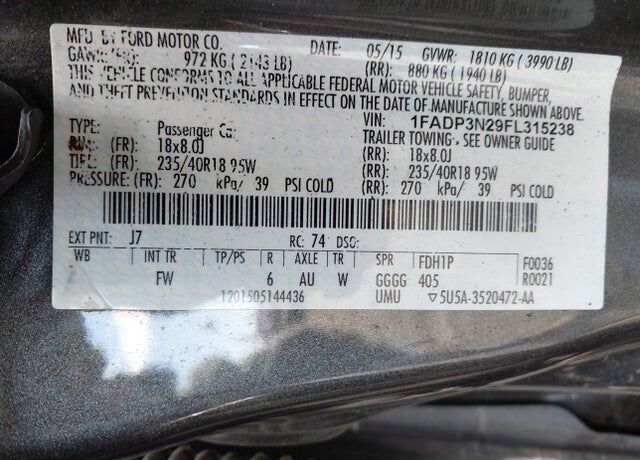 MFD. BY FORD MOTOR CO. DATE: 05/15 GVWR: 1810 KG (3990 LB)
GAWR(FR): 972 KG (2143 LB) (RR): 880 KG (1940 LB)
THIS VEHICLE CONFORMS TO ALL APPLICABLE FEDERAL MOTOR VEHICLE SAFETY, BUMPER,
AND THEFT PREVENTION STANDARDS IN EFFECT ON THE DATE OF MANUFACTURE SHOWN ABOVE.
VIN: 1FADP3N29FL315238
TYPE: Passenger Car TRAILER TOWING - SEE OWNER GUIDE
RIM: (FR): 18x8.0J (RR): 18x8.0J
TIRE: (FR): 235/40R18 95W (RR): 235/40R18 95W
PRESSURE: (FR): 270 kPa/ 39 PSI COLD (RR): 270 kPa/ 39 PSI COLD
EXT PNT: J7 RC: 74 DSO:
WB INT TR TP/PS R AXLE TR SPR FDH1P F0036
FW 6 AU W GGGG 405 R0021
1201505144436 UMU ▽5U5A-3520472-AA